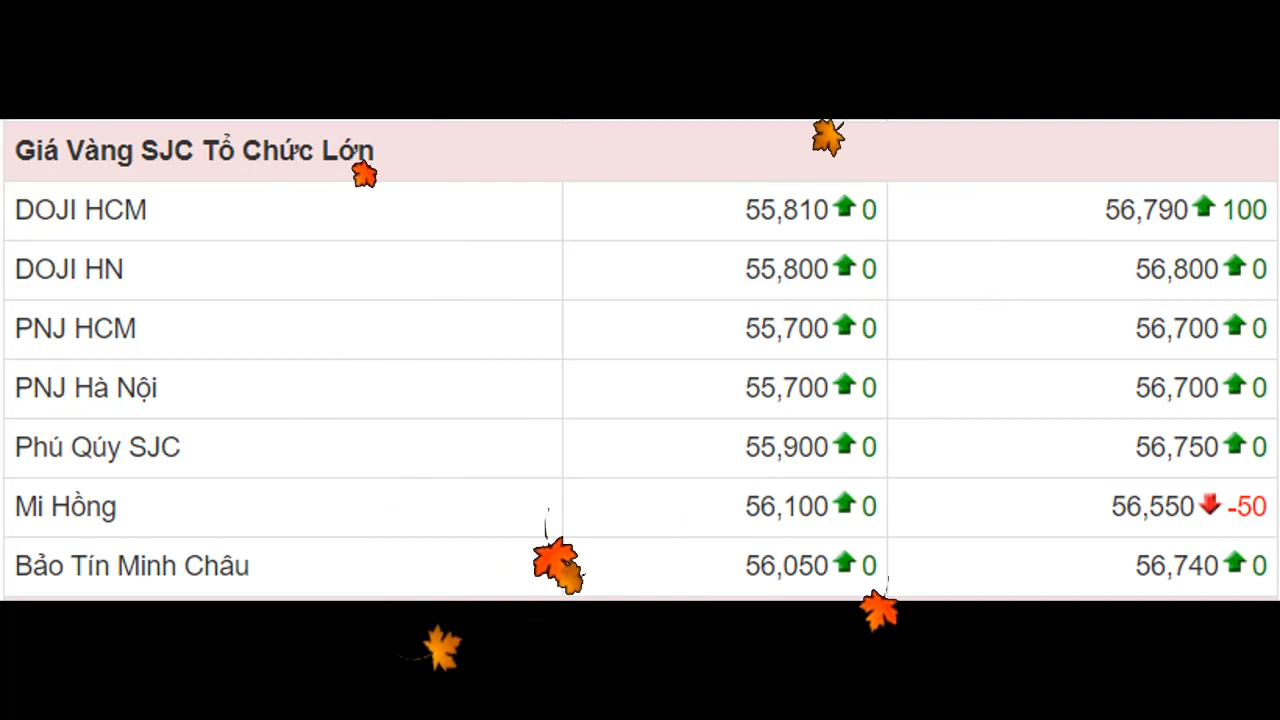 Giá Vàng SJC Tổ Chức Lớn
DOJI HCM 55,810 0 56,790 100
DOJI HN 55,800 0 56,800 0
PNJ HCM 55,700 0 56,700 0
PNJ Hà Nội 55,700 0 56,700 0
Phú Qúy SJC 55,900 0 56,750 0
Mi Hồng 56,100 0 56,550 -50
Bảo Tín Minh Châu 56,050 0 56,740 0